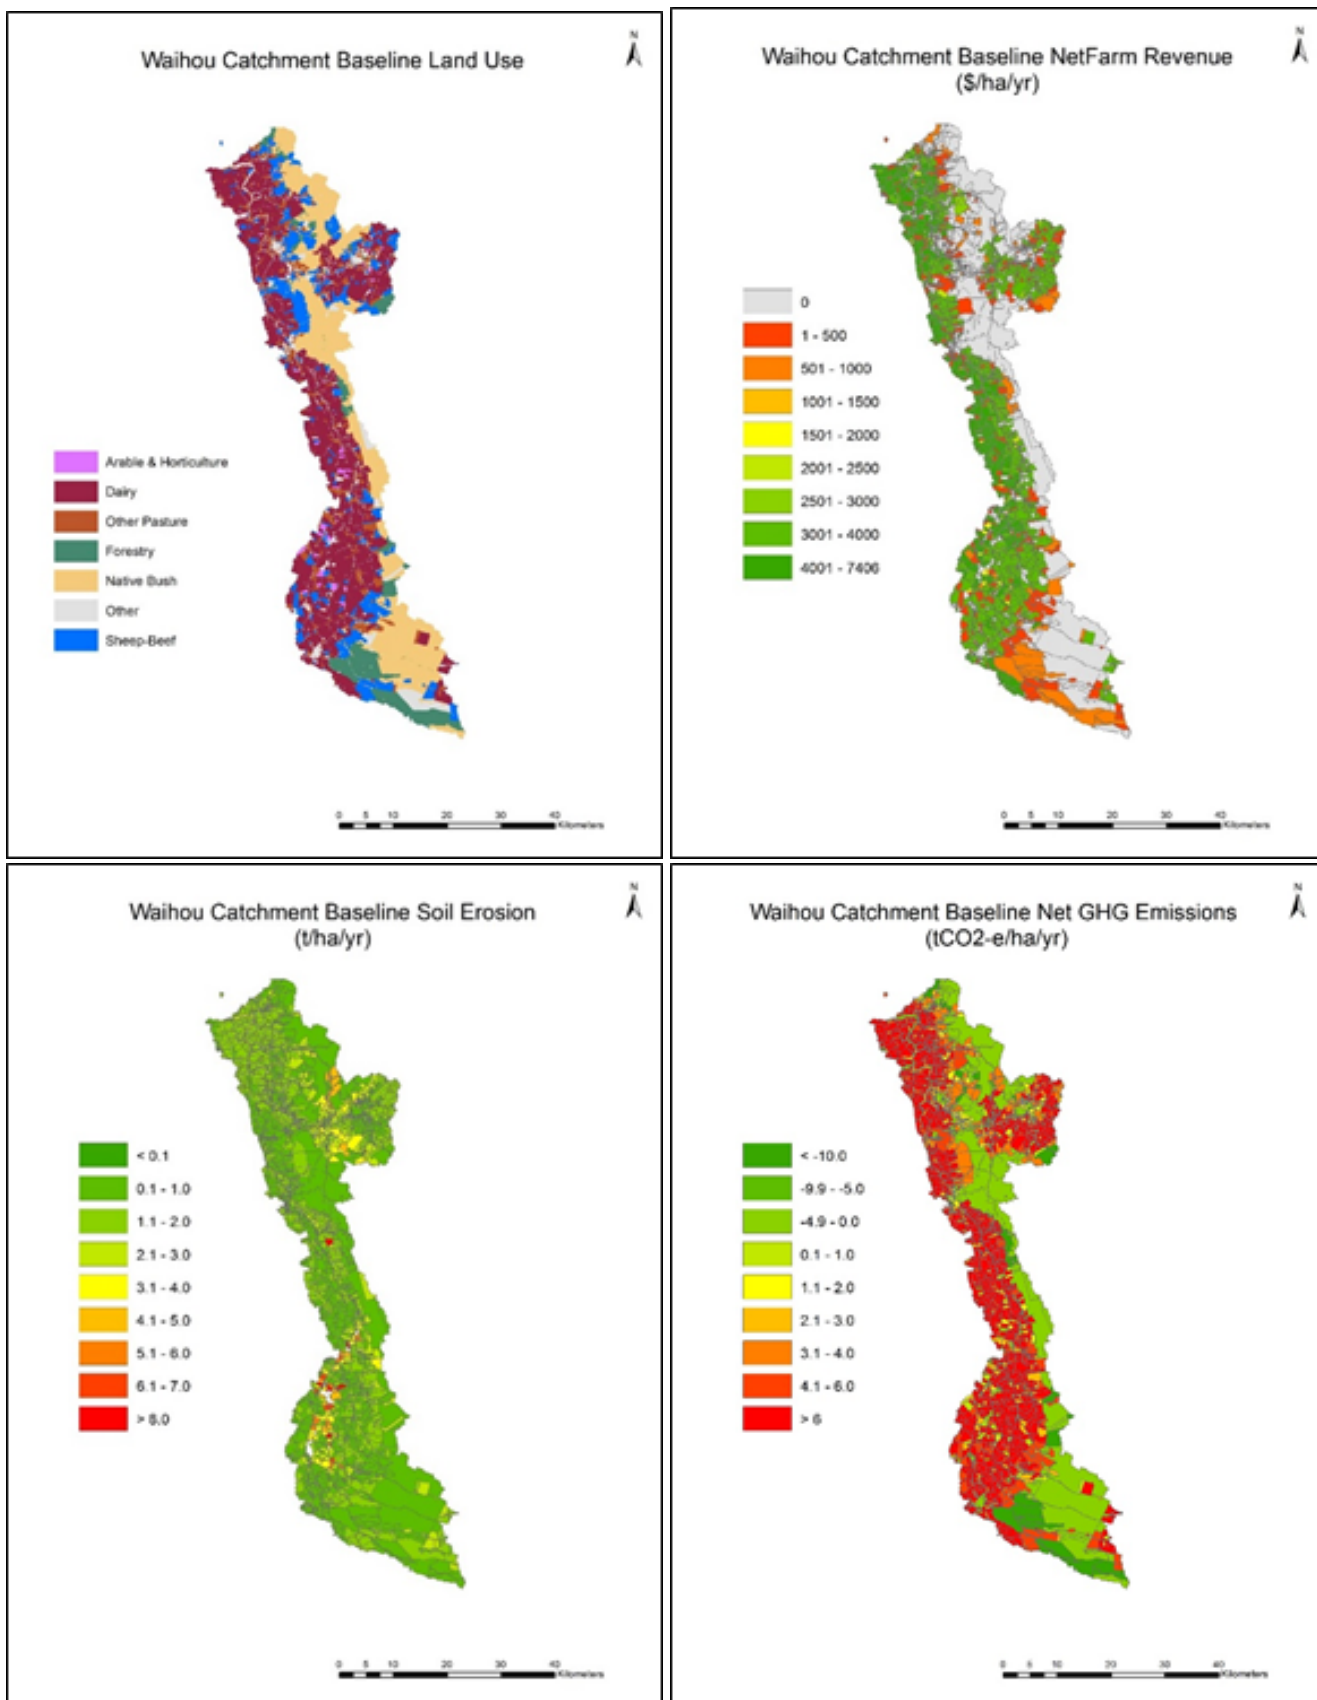 Waihou Catchment Baseline Land Use
N
Arable & Horticulture
Dairy
Other Pasture
Forestry
Native Bush
Other
Sheep-Beef
0 5 10 20 30 40
Kilometers
Waihou Catchment Baseline NetFarm Revenue
($/ha/yr)
N
0
1 - 500
501 - 1000
1001 - 1500
1501 - 2000
2001 - 2500
2501 - 3000
3001 - 4000
4001 - 7406
0 5 10 20 30 40
Kilometers
Waihou Catchment Baseline Soil Erosion
(t/ha/yr)
N
< 0.1
0.1 - 1.0
1.1 - 2.0
2.1 - 3.0
3.1 - 4.0
4.1 - 5.0
5.1 - 6.0
6.1 - 7.0
> 8.0
0 5 10 20 30 40
Kilometers
Waihou Catchment Baseline Net GHG Emissions
(tCO2-e/ha/yr)
N
< -10.0
-9.9 - -5.0
-4.9 - 0.0
0.1 - 1.0
1.1 - 2.0
2.1 - 3.0
3.1 - 4.0
4.1 - 6.0
> 6
0 5 10 20 30 40
Kilometers